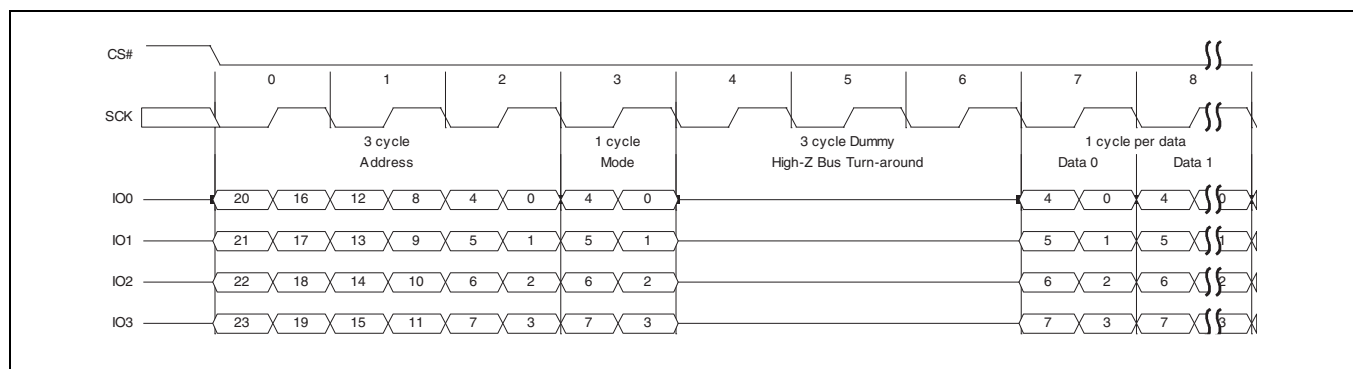 CS#
0 1 2 3 4 5 6 7 8
SCK
3 cycle 1 cycle 3 cycle Dummy 1 cycle per data
Address Mode High-Z Bus Turn-around Data 0 Data 1
IO0 20 16 12 8 4 0 4 0 4 0 4 0
IO1 21 17 13 9 5 1 5 1 5 1 5 1
IO2 22 18 14 10 6 2 6 2 6 2 6 2
IO3 23 19 15 11 7 3 7 3 7 3 7 3